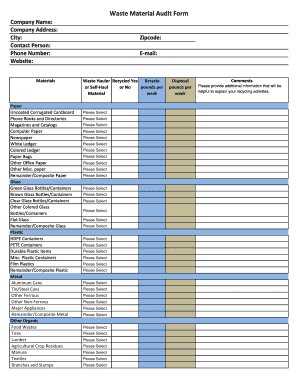 Waste Material Audit Form
Company Name:
Company Address:
City: Zipcode:
Contact Person:
Phone Number: E-mail:
Website:
Materials Waste Hauler or Self-Haul Material Recycled Yes or No Recycle pounds per week Disposal pounds per week Comments
Please provide additional information that will be helpful to explain your recycling activities.
Paper
Uncoated Corrugated Cardboard Please Select
Phone Books and Directories Please Select
Magazines and Catalogs Please Select
Computer Paper Please Select
Newspaper Please Select
White Ledger Please Select
Colored Ledger Please Select
Paper Bags Please Select
Other Office Paper Please Select
Other Misc. paper Please Select
Remainder/Composite Paper Please Select
Glass
Green Glass Bottles/Containers Please Select
Brown Glass Bottles/Containers Please Select
Clear Glass Bottles/Containers Please Select
Other Colored Glass
Bottles/Containers Please Select
Flat Glass Please Select
Remainder/Composite Glass Please Select
Plastic
HDPE Containers Please Select
PETE Containers Please Select
Durable Plastic Items Please Select
Misc. Plastic Containers Please Select
Film Plastics Please Select
Remainder/Composite Plastic Please Select
Metal
Aluminum Cans Please Select
Tin/Steel Cans Please Select
Other Ferrous Please Select
Other Non-Ferrous Please Select
Major Appliances Please Select
Remainder/Composite Metal Please Select
Other Organic
Food Wastes Please Select
Tires Please Select
Lumber Please Select
Agricultural Crop Residues Please Select
Manure Please Select
Textiles Please Select
Branches and Stumps Please Select